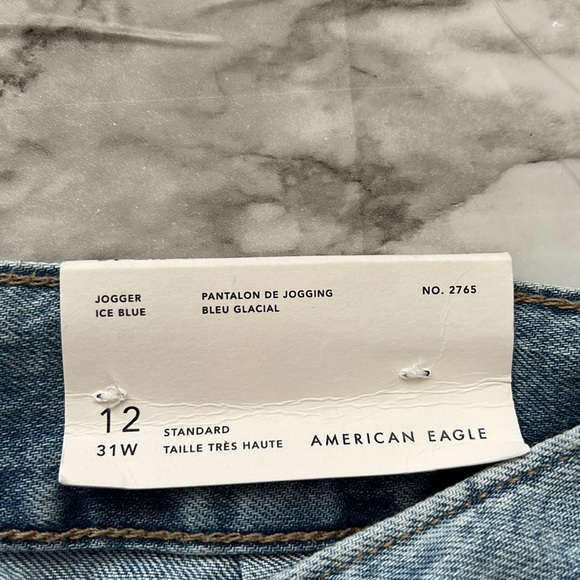 JOGGER
ICE BLUE
PANTALON DE JOGGING
BLEU GLACIAL
NO. 2765
12
31W
STANDARD
TAILLE TRÈS HAUTE
AMERICAN EAGLE